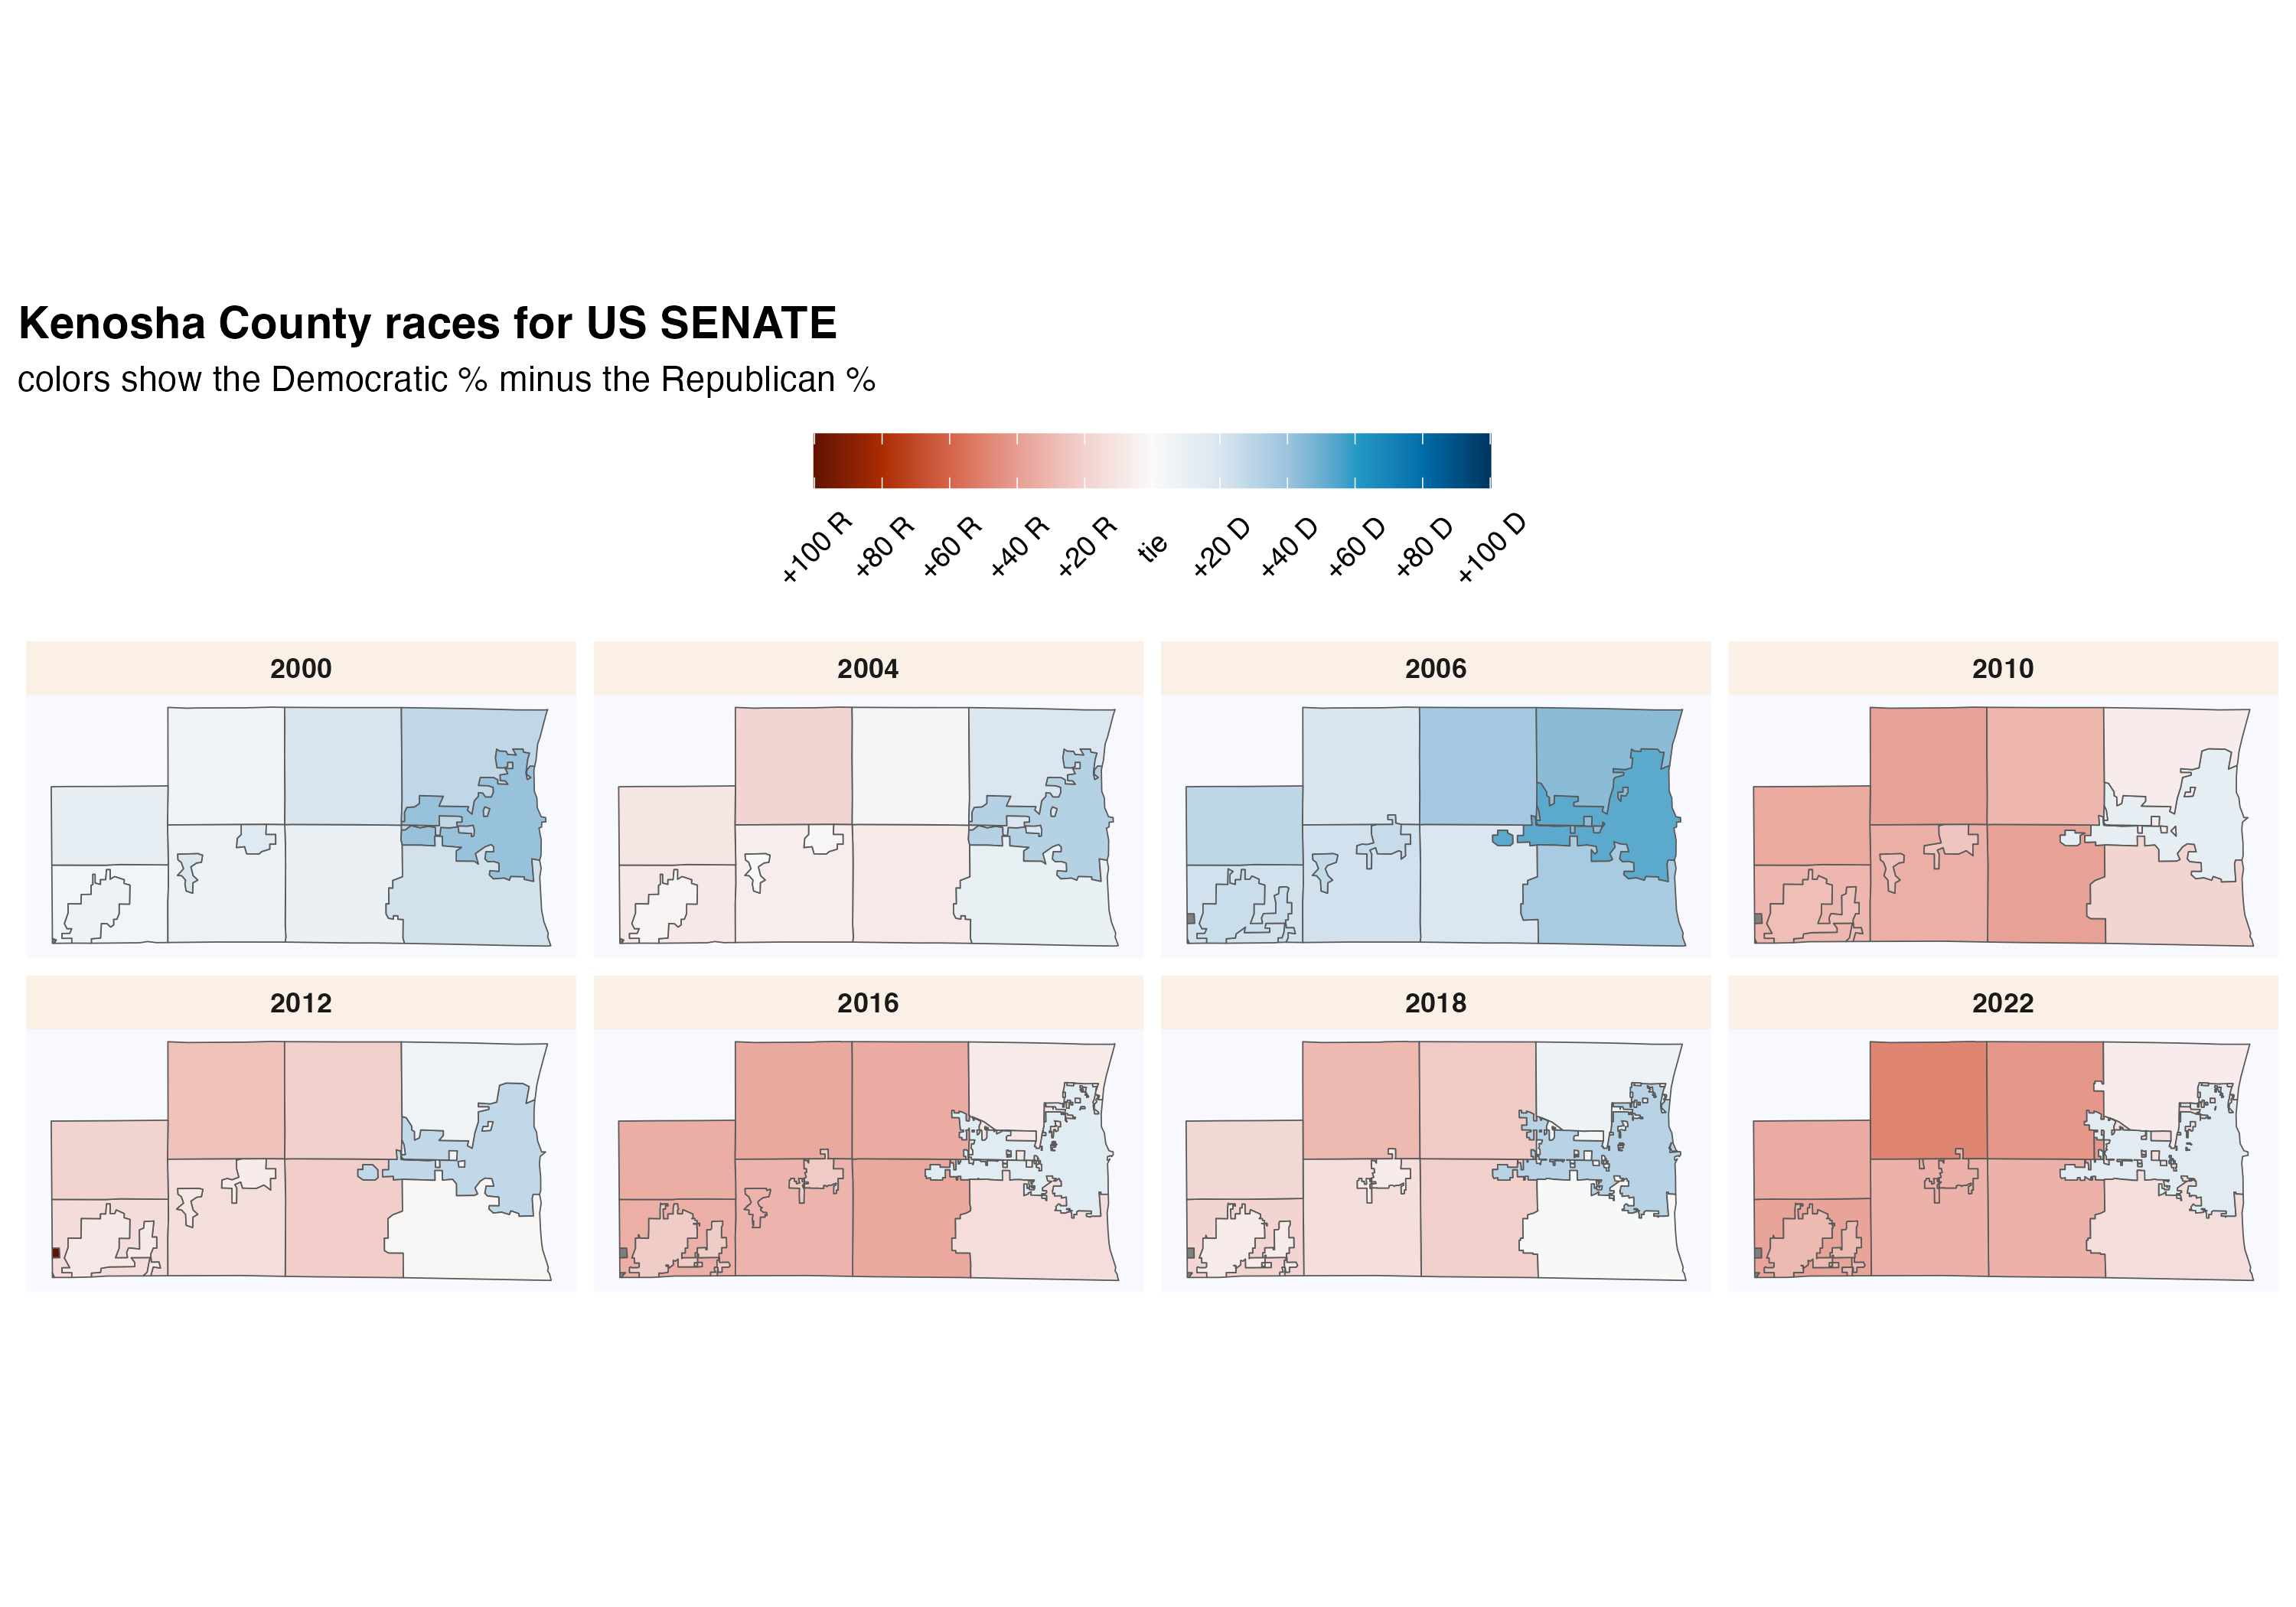 Kenosha County races for US SENATE
colors show the Democratic % minus the Republican %
+100 R
+80 R
+60 R
+40 R
+20 R
tie
+20 D
+40 D
+60 D
+80 D
+100 D
2000
2004
2006
2010
2012
2016
2018
2022